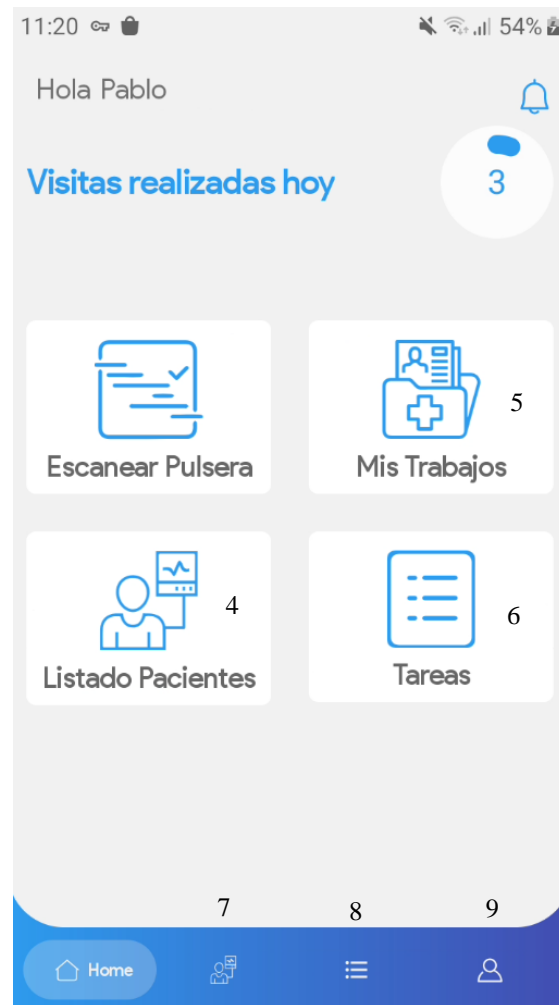 11:20 54%
Hola Pablo
Visitas realizadas hoy 3
5
Escanear Pulsera Mis Trabajos
4 6
Listado Pacientes Tareas
7 8 9
Home